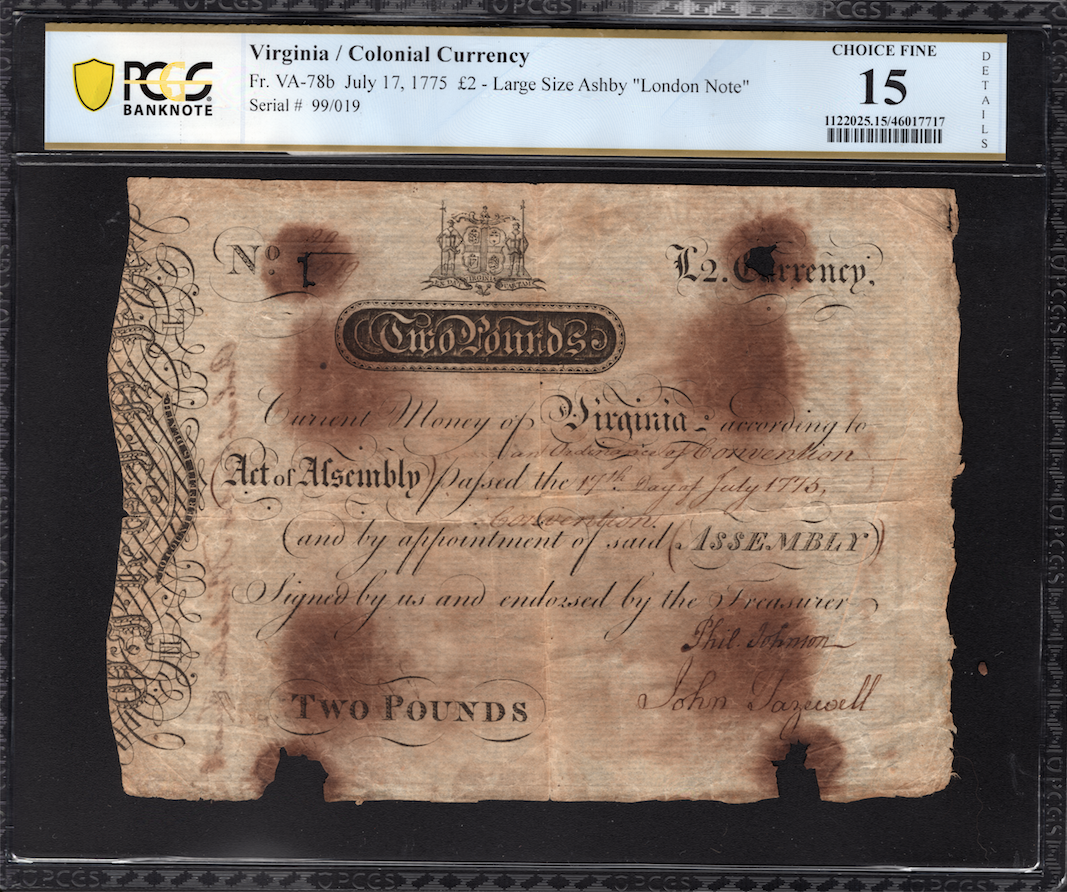 PCGS
BANKNOTE
Virginia / Colonial Currency
Fr. VA-78b July 17, 1775 £2 - Large Size Ashby "London Note"
Serial # 99/019
CHOICE FINE
15
1122025.15/46017717
DETAILS
No.
£2. Currency.
Two Pounds
Current Money of Virginia according to
an Ordinance of Convention
Act of Assembly Passed the 17th. Day of July 1775,
Convention.
(and by appointment of said (ASSEMBLY)
Signed by us and endorsed by the Treasurer
Phil. Johnson
John Tazewell
TWO POUNDS